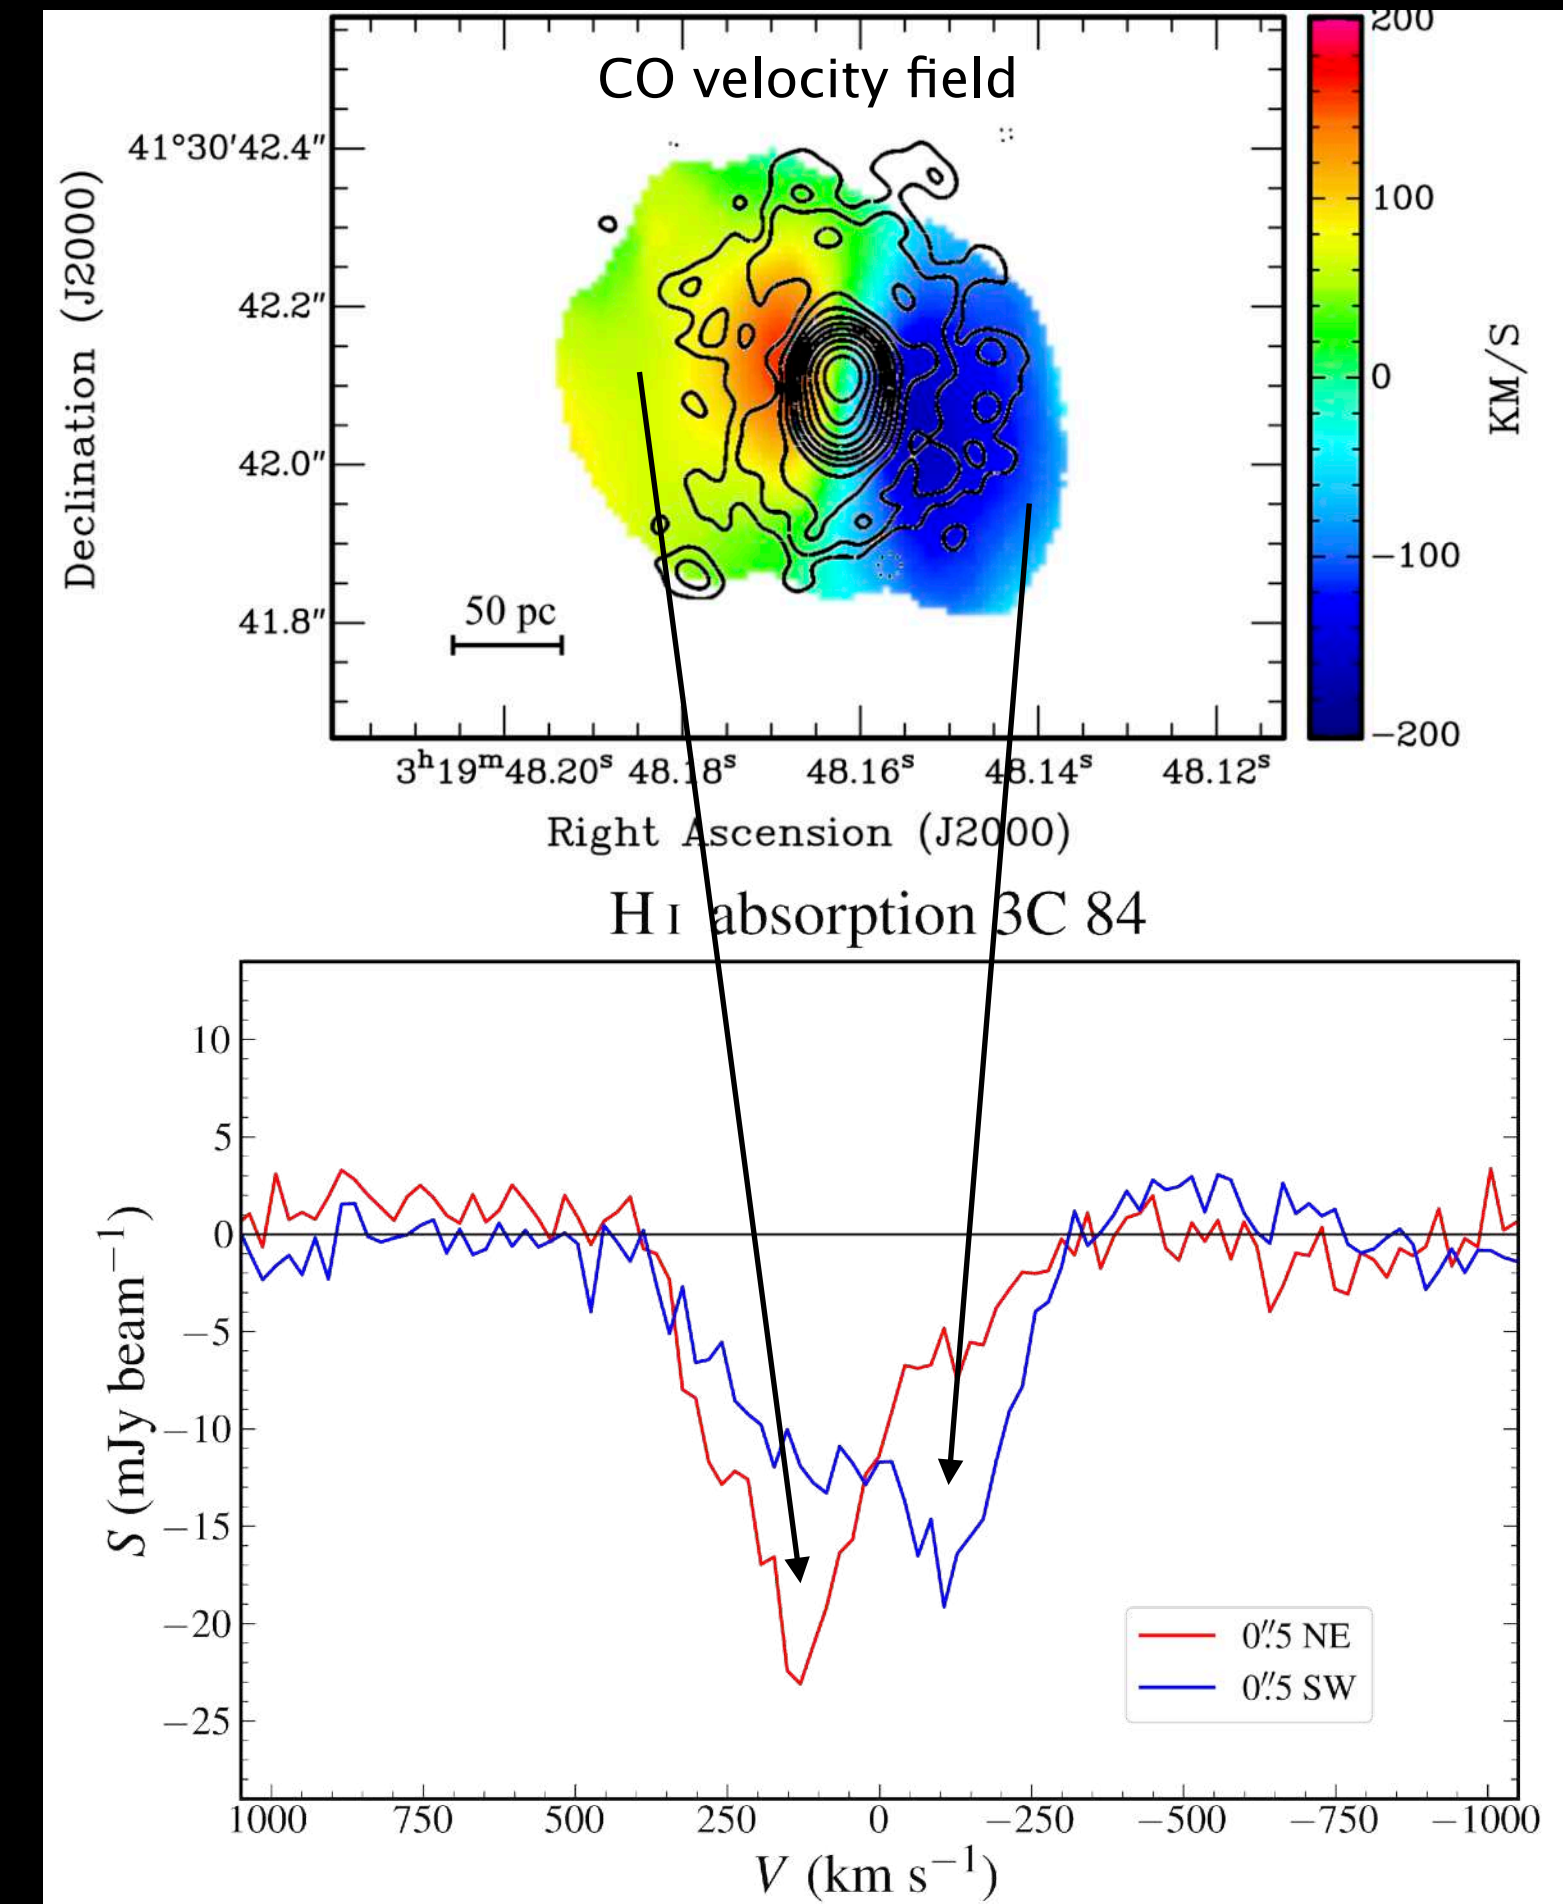 CO velocity field
200
100
0
−100
−200
KM/S
41°30′42.4″
42.2″
42.0″
41.8″
Declination (J2000)
50 pc
3ʰ19ᵐ48.20ˢ 48.18ˢ 48.16ˢ 48.14ˢ 48.12ˢ
Right Ascension (J2000)
H I absorption 3C 84
10
5
0
−5
−10
−15
−20
−25
S (mJy beam⁻¹)
0″.5 NE
0″.5 SW
1000 750 500 250 0 −250 −500 −750 −1000
V (km s⁻¹)